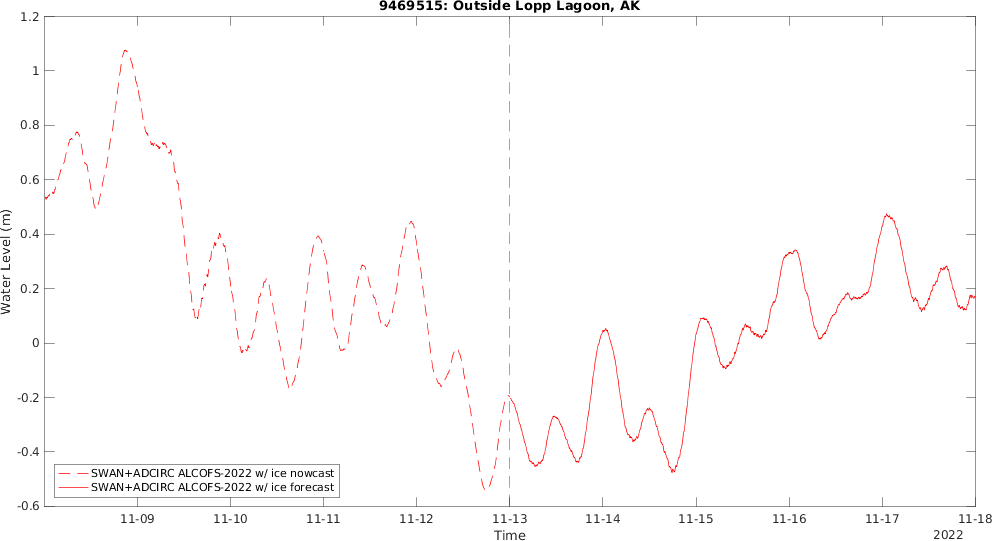 9469515: Outside Lopp Lagoon, AK
1.2
1
0.8
0.6
0.4
0.2
0
-0.2
-0.4
-0.6
Water Level (m)
SWAN+ADCIRC ALCOFS-2022 w/ ice nowcast
SWAN+ADCIRC ALCOFS-2022 w/ ice forecast
11-09 11-10 11-11 11-12 11-13 11-14 11-15 11-16 11-17 11-18
Time
2022